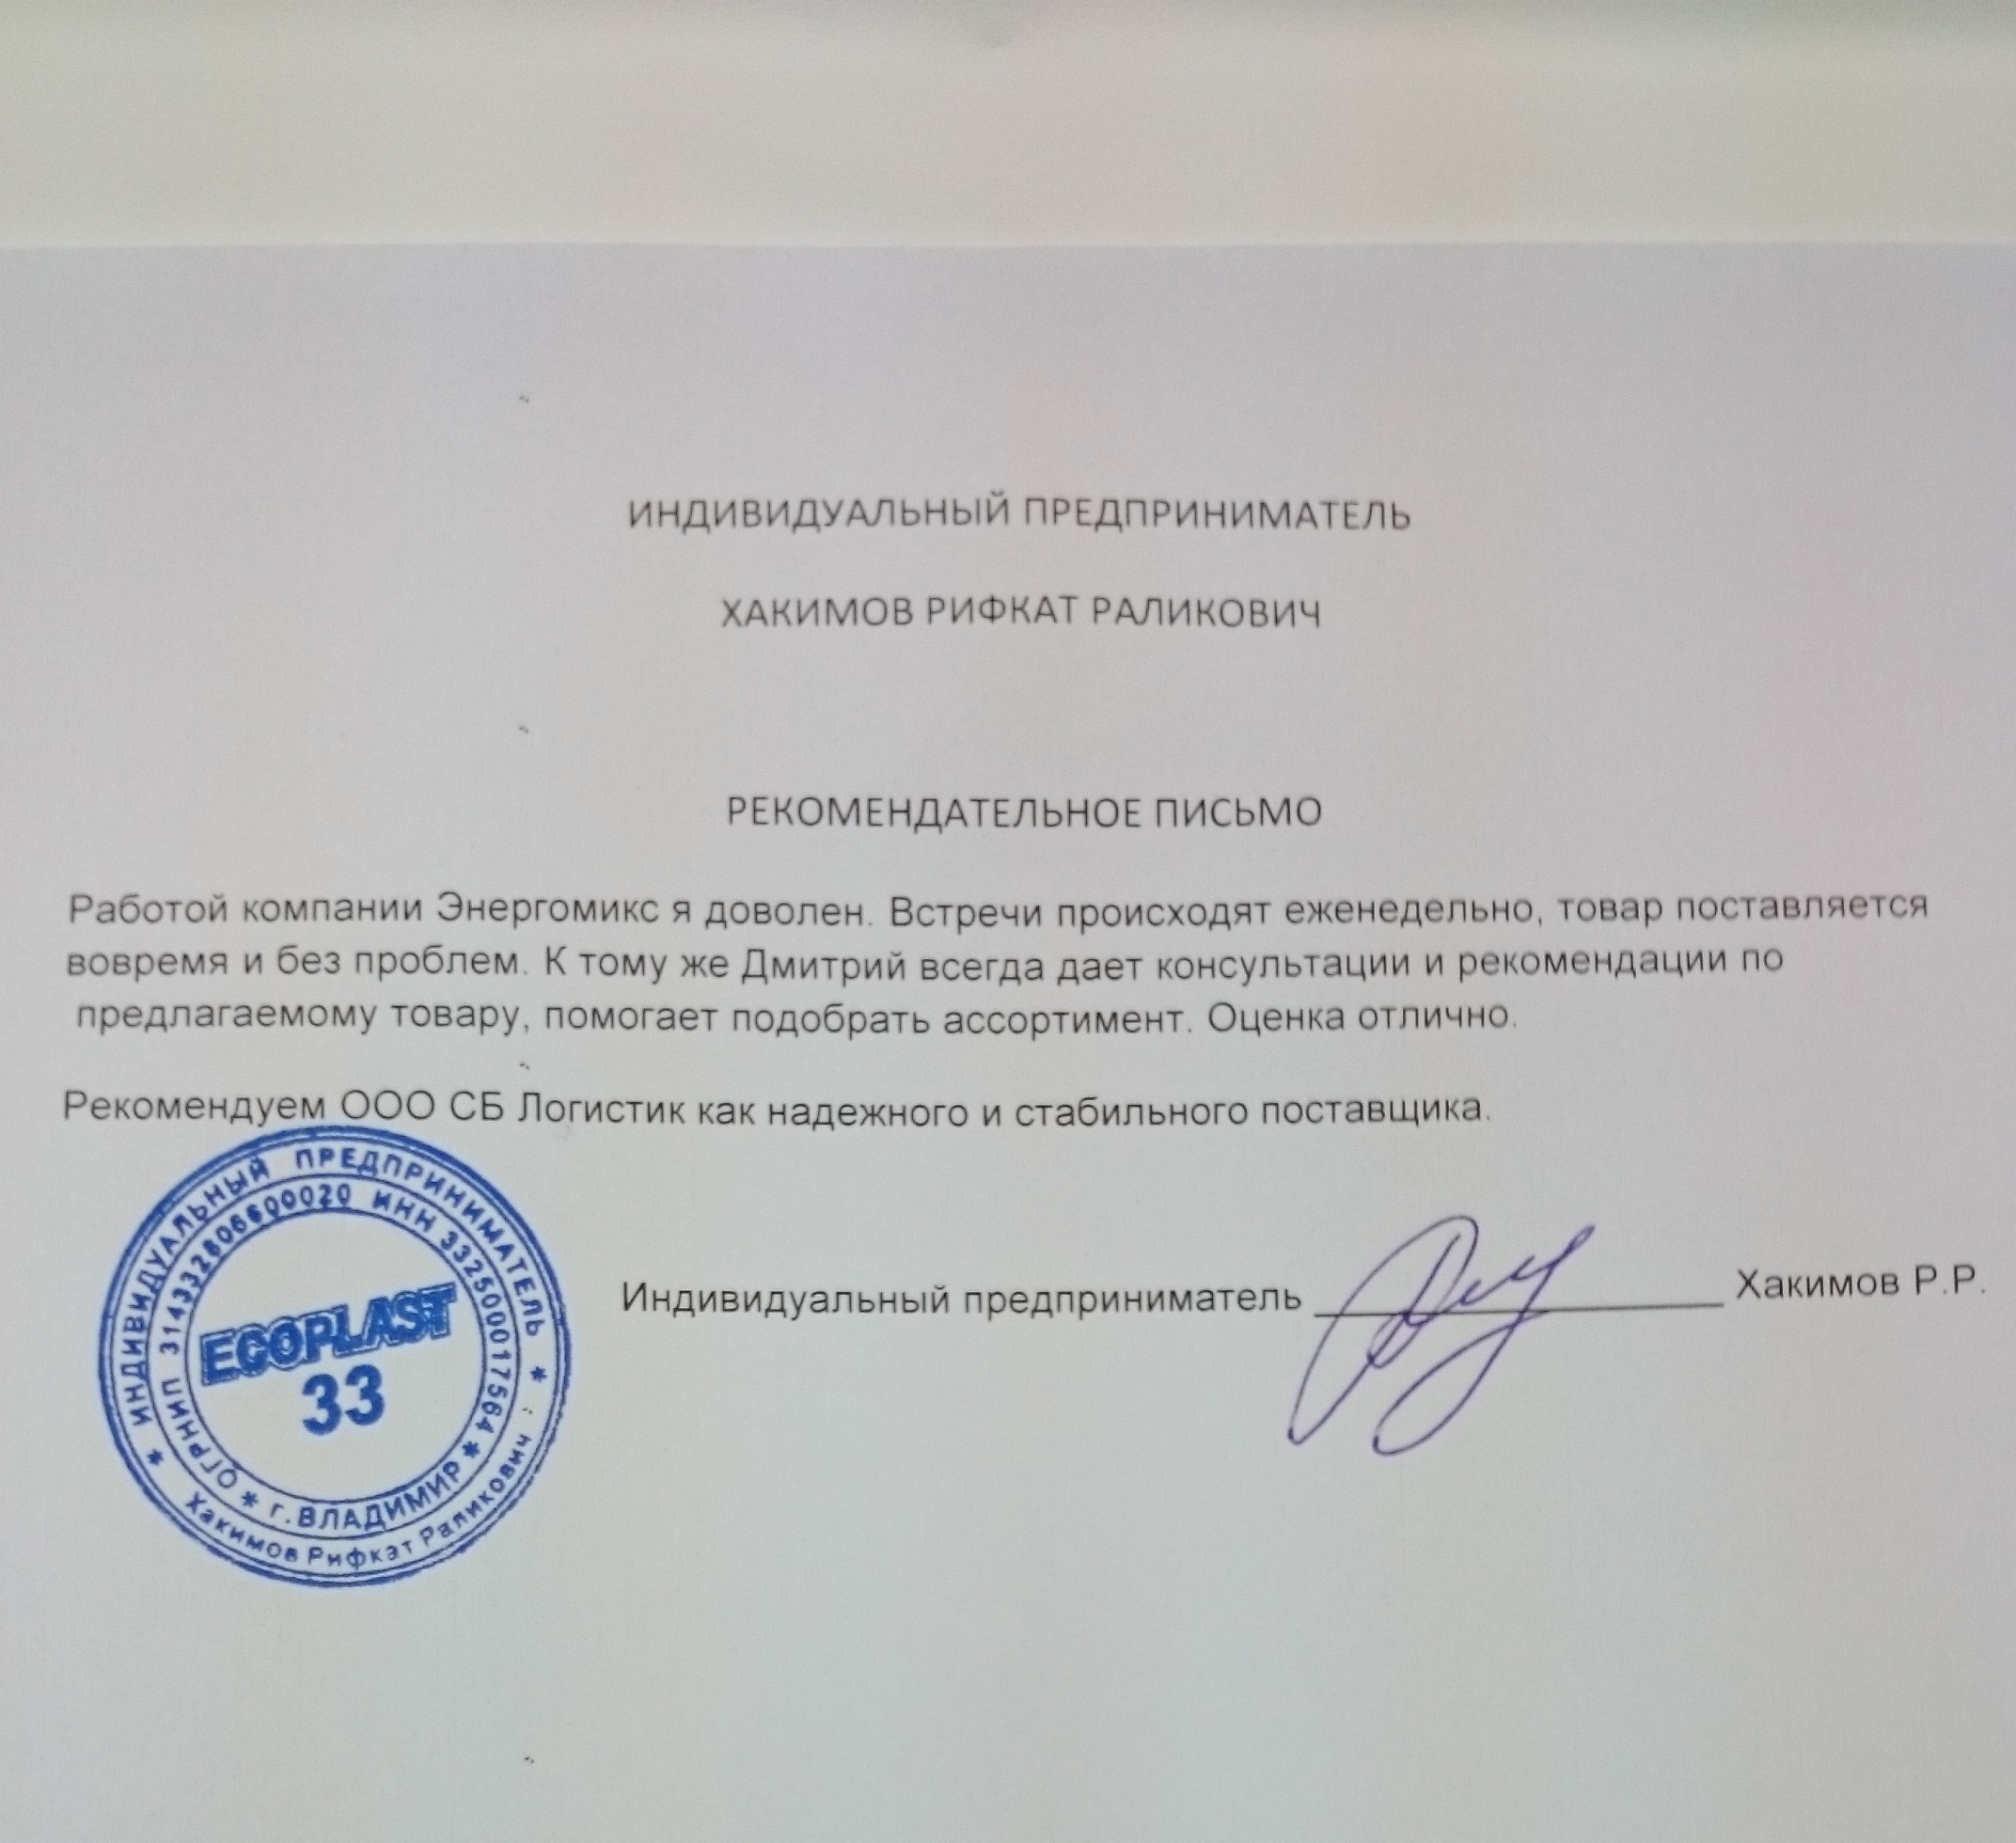 ИНДИВИДУАЛЬНЫЙ ПРЕДПРИНИМАТЕЛЬ
ХАКИМОВ РИФКАТ РАЛИКОВИЧ
РЕКОМЕНДАТЕЛЬНОЕ ПИСЬМО
Работой компании Энергомикс я доволен. Встречи происходят еженедельно, товар поставляется
вовремя и без проблем. К тому же Дмитрий всегда дает консультации и рекомендации по
предлагаемому товару, помогает подобрать ассортимент. Оценка отлично.
Рекомендуем ООО СБ Логистик как надежного и стабильного поставщика.
Индивидуальный предприниматель Хакимов Р.Р.
* ИНДИВИДУАЛЬНЫЙ ПРЕДПРИНИМАТЕЛЬ *
Хакимов Рифкат Раликович
ОГРНИП 314332806600020 ИНН 332500017564
* г.ВЛАДИМИР *
ECOPLAST
33